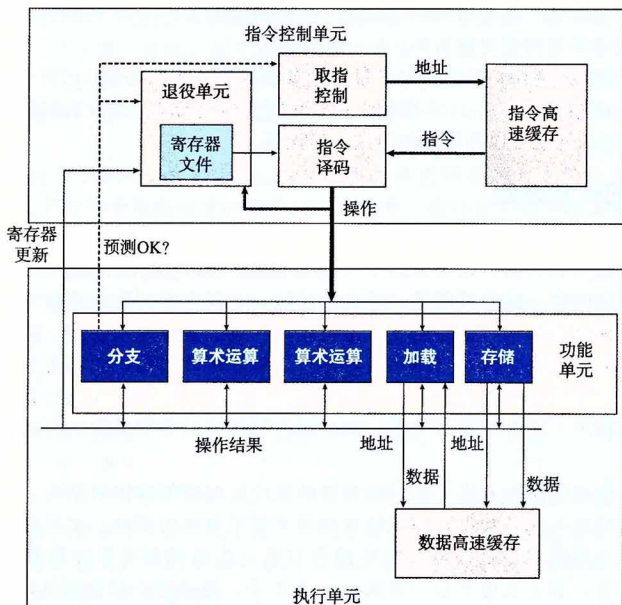 指令控制单元
退役单元
取指
控制
地址
指令高
速缓存
寄存器
文件
指令
译码
指令
操作
寄存器
更新
预测OK?
分支
算术运算
算术运算
加载
存储
功能
单元
操作结果
地址
地址
数据
数据
数据高速缓存
执行单元